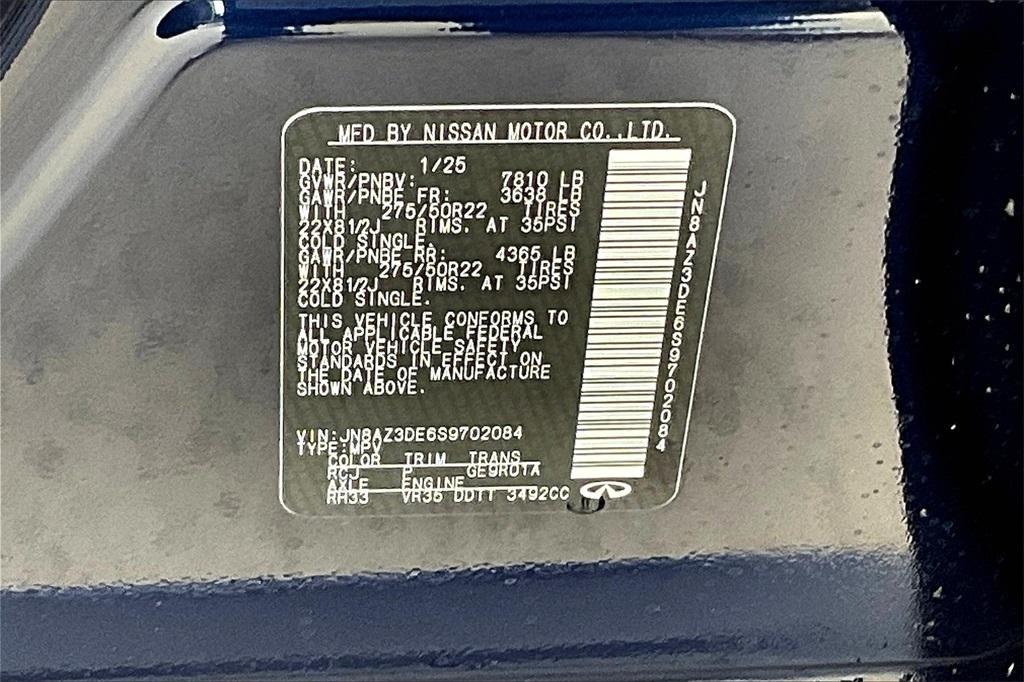 MFD BY NISSAN MOTOR CO.,LTD.
DATE: 1/25
GVWR/PNBV: 7810 LB
GAWR/PNBE FR: 3638 LB
WITH 275/50R22 TIRES
22X81/2J RIMS. AT 35PSI
COLD SINGLE.
GAWR/PNBE RR: 4365 LB
WITH 275/50R22 TIRES
22X81/2J RIMS. AT 35PSI
COLD SINGLE.
THIS VEHICLE CONFORMS TO
ALL APPLICABLE FEDERAL
MOTOR VEHICLE SAFETY
STANDARDS IN EFFECT ON
THE DATE OF MANUFACTURE
SHOWN ABOVE.
VIN:JN8AZ3DE6S9702084
TYPE:MPV
COLOR TRIM TRANS
RCJ P GE9R01A
AXLE ENGINE
RH33 VR35 DDTT 3492CC
JN8AZ3DE6S9702084